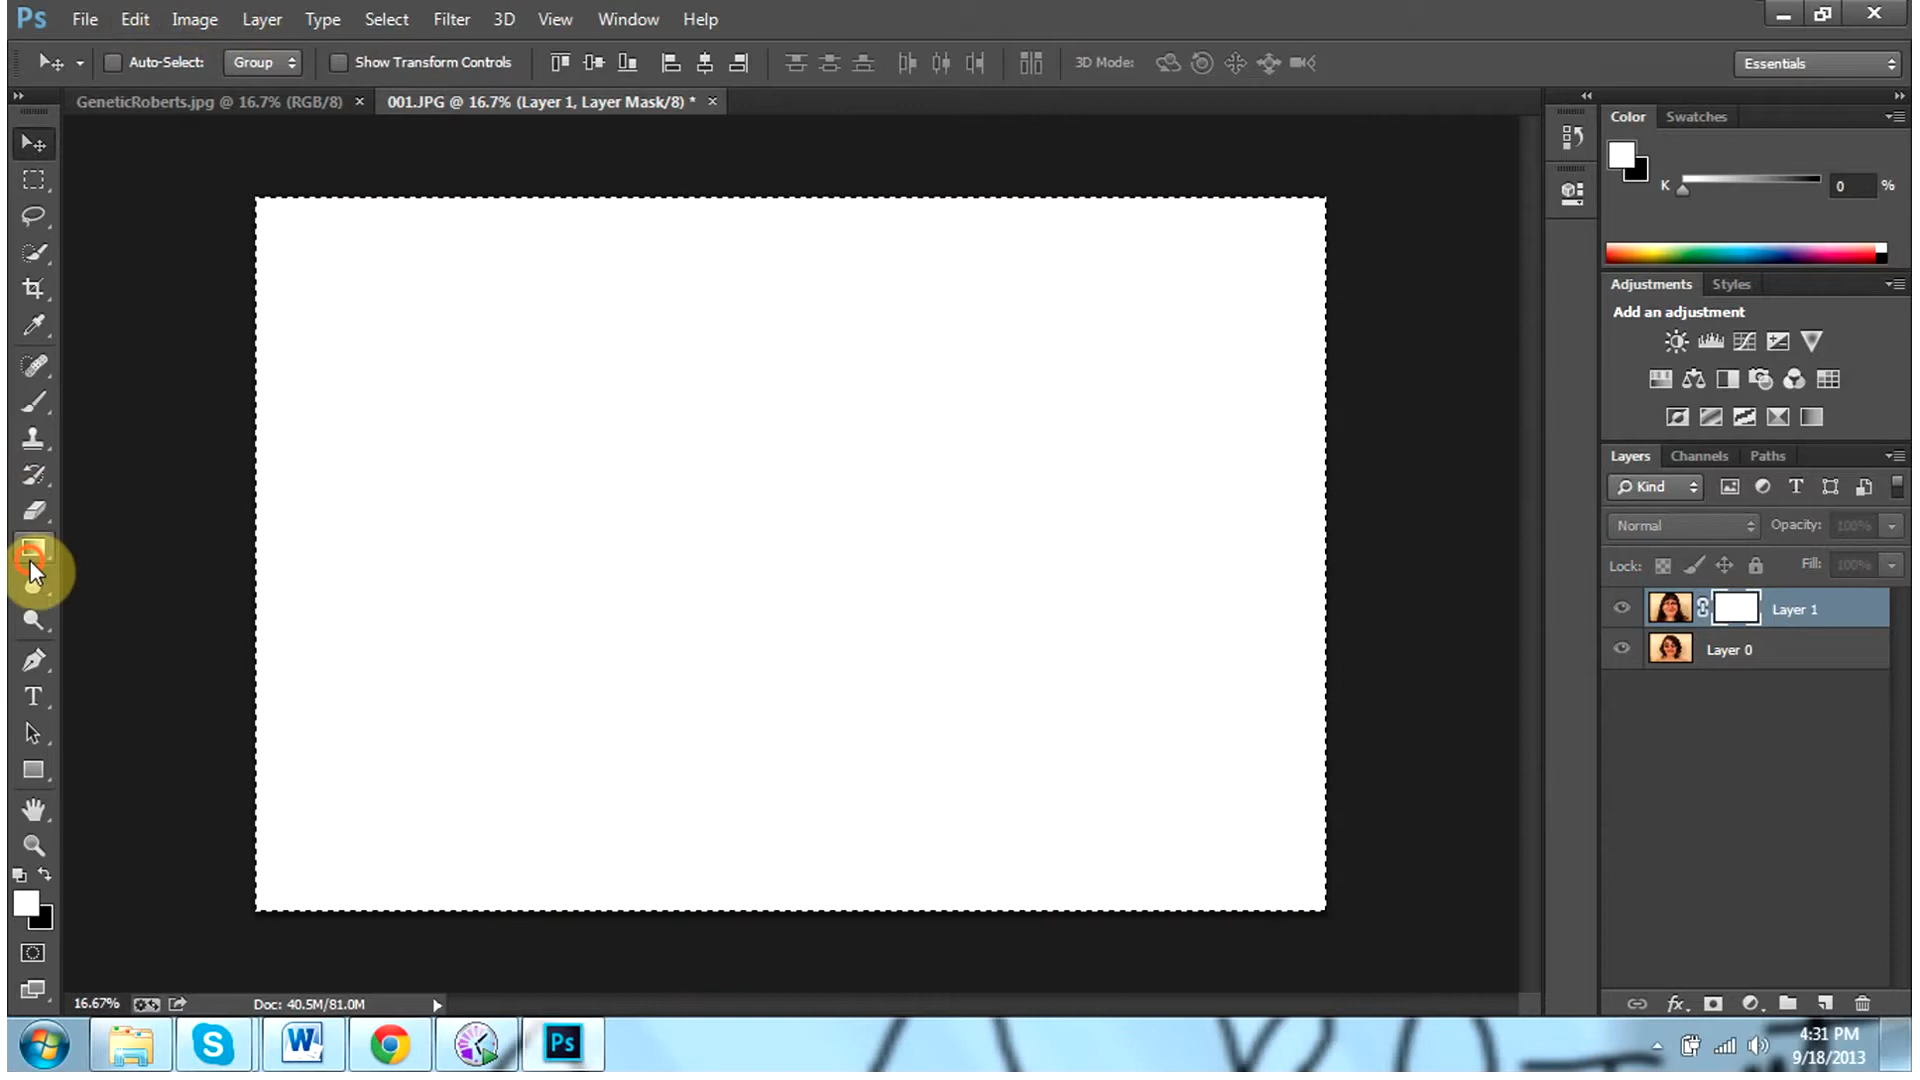 Ps File Edit Image Layer Type Select Filter 3D View Window Help
Auto-Select: Group Show Transform Controls 3D Mode: Essentials
GeneticRoberts.jpg @ 16.7% (RGB/8) × 001.JPG @ 16.7% (Layer 1, Layer Mask/8) * ×
Color Swatches
K 0 %
Adjustments Styles
Add an adjustment
Layers Channels Paths
Kind
Normal Opacity: 100%
Lock: Fill: 100%
Layer 1
Layer 0
T
16.67% Doc: 40.5M/81.0M
fx
S W Ps
4:31 PM
9/18/2013